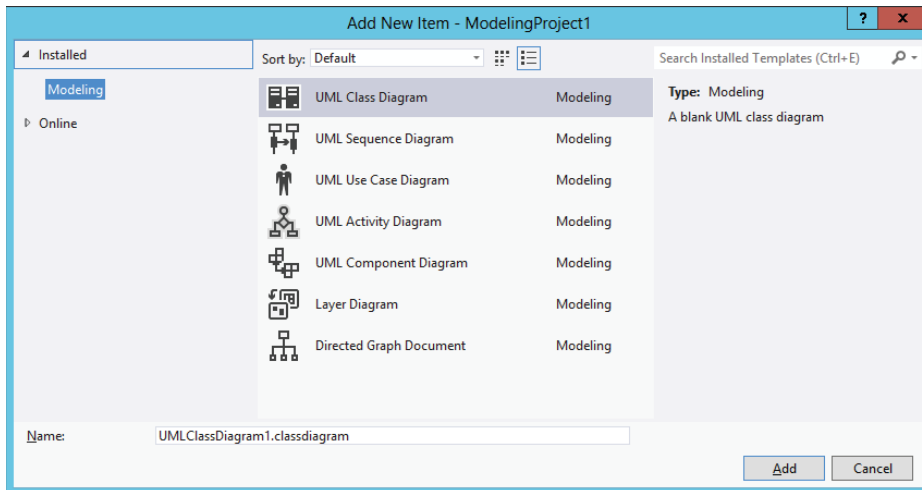 Add New Item - ModelingProject1
? x
Installed
Sort by: Default
Search Installed Templates (Ctrl+E)
Modeling
Online
UML Class Diagram Modeling
UML Sequence Diagram Modeling
UML Use Case Diagram Modeling
UML Activity Diagram Modeling
UML Component Diagram Modeling
Layer Diagram Modeling
Directed Graph Document Modeling
Type: Modeling
A blank UML class diagram
Name: UMLClassDiagram1.classdiagram
Add Cancel